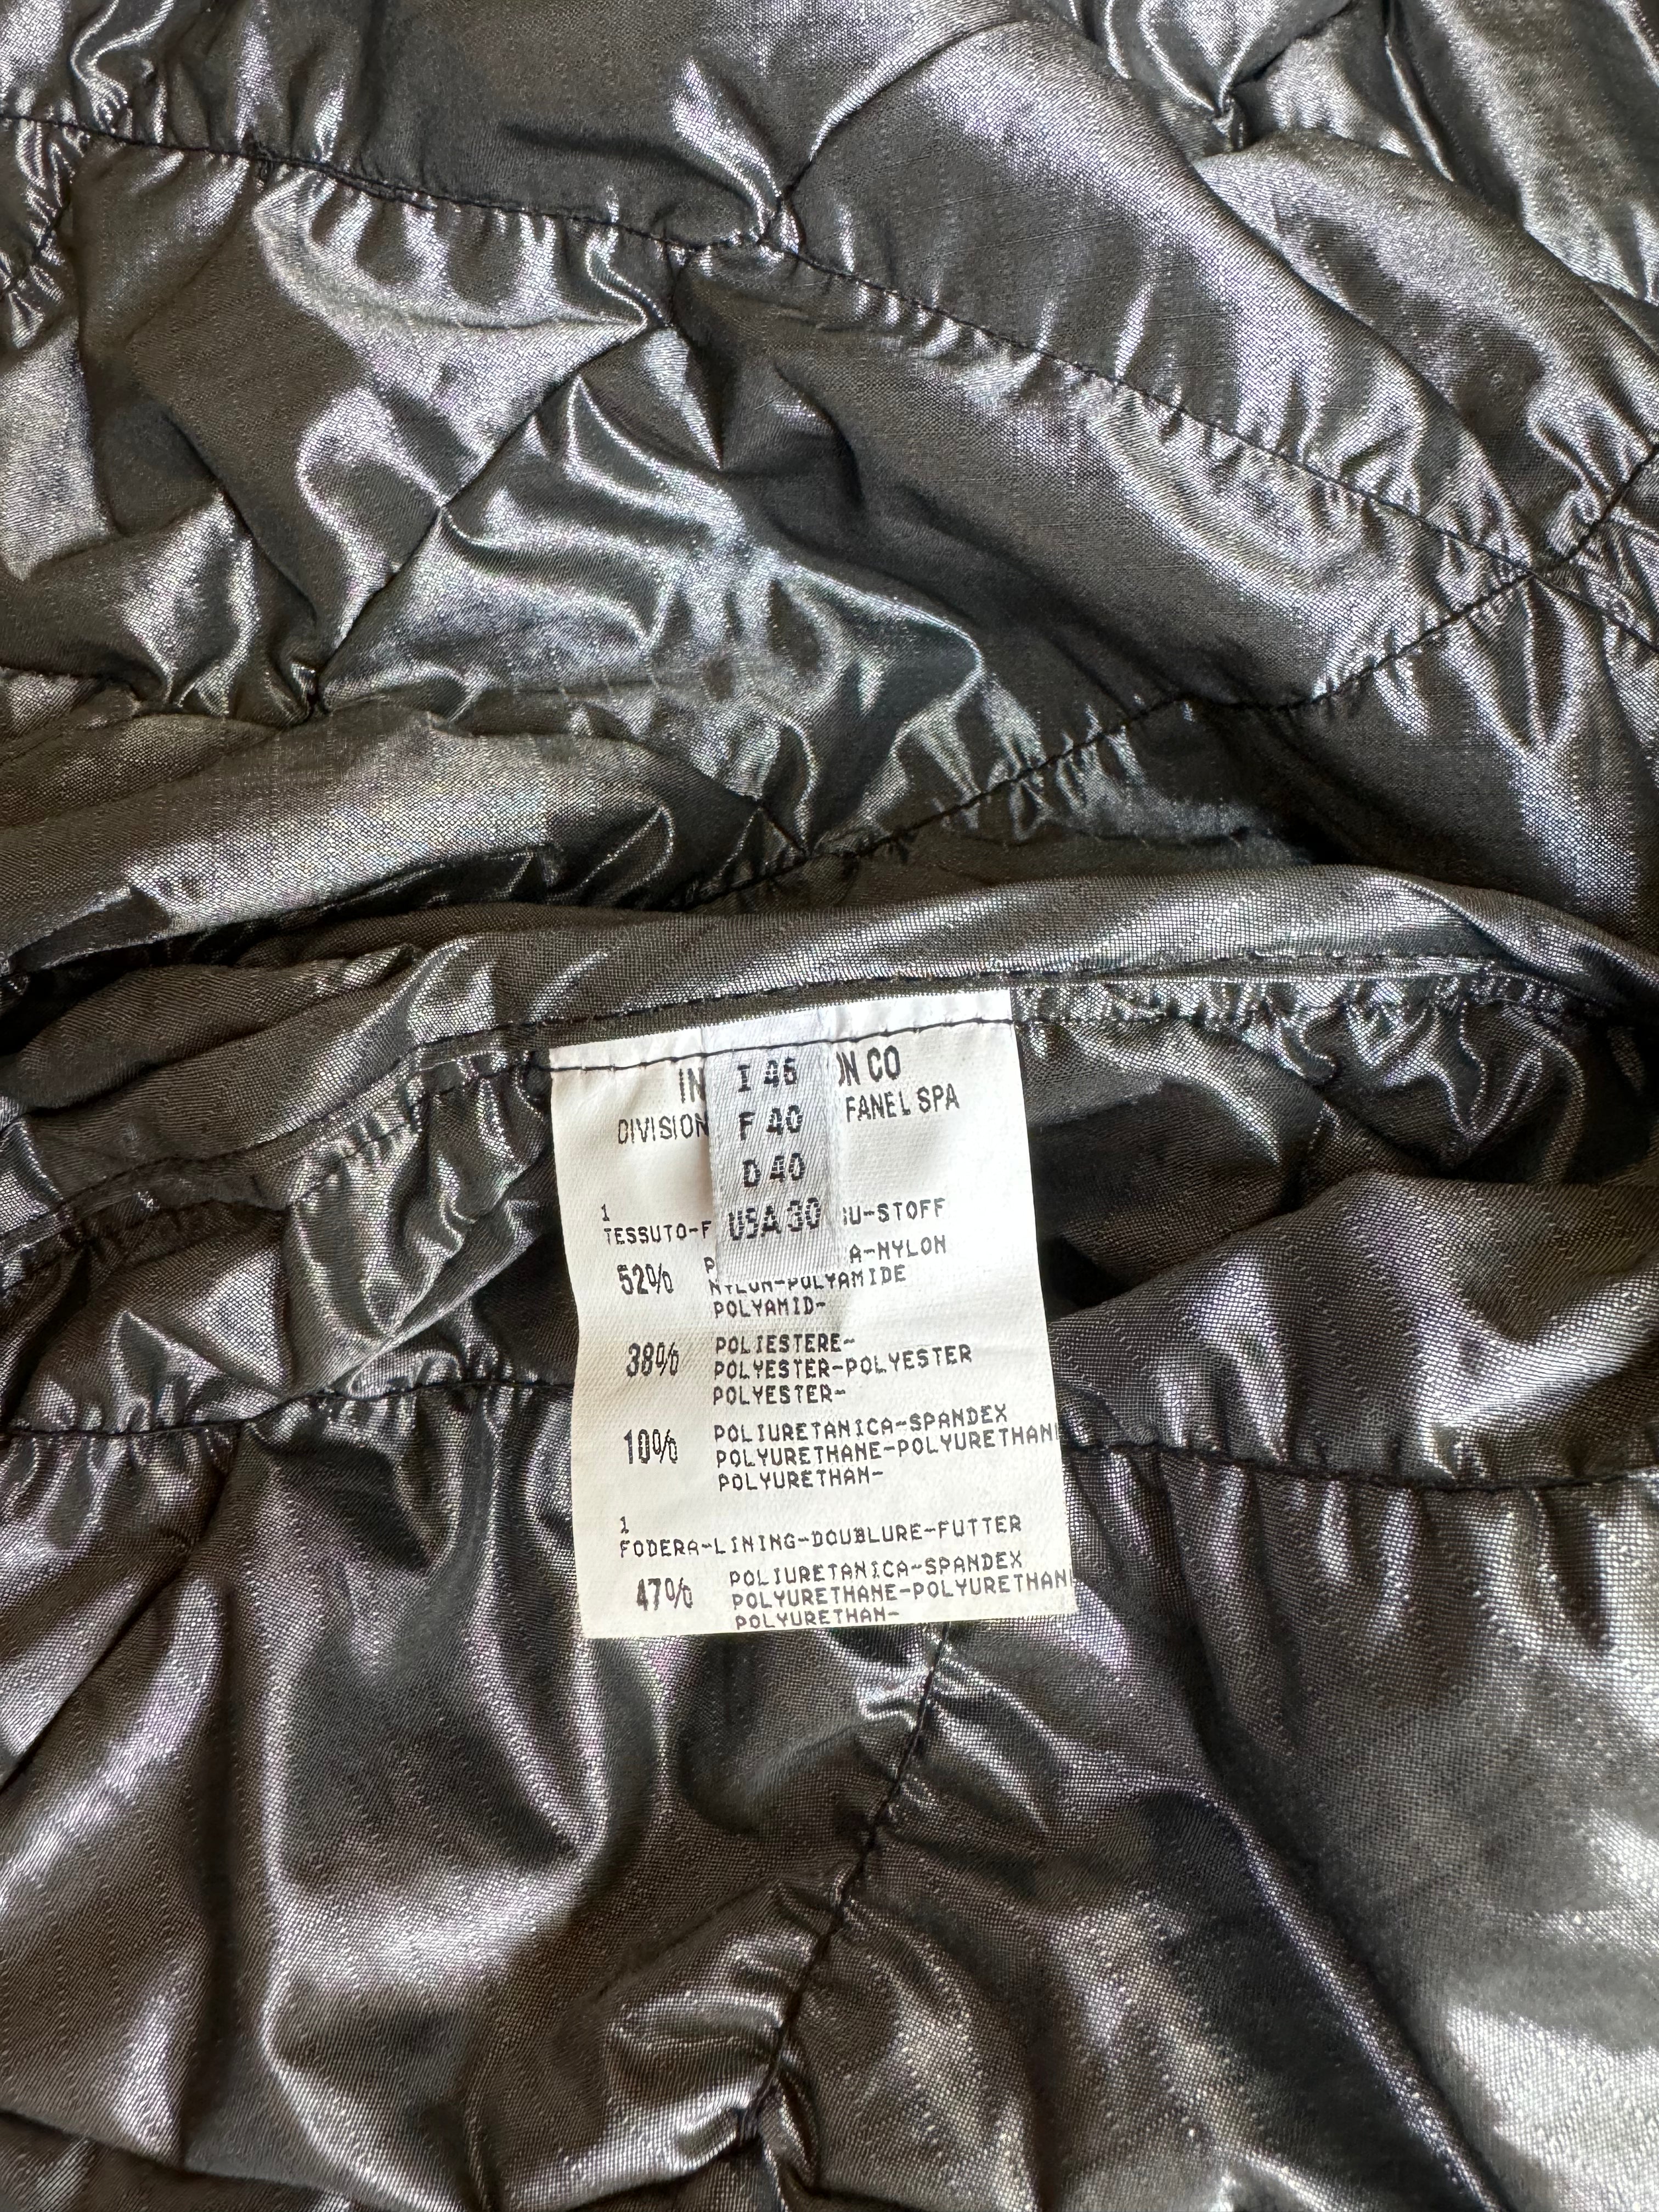 I 46
F 40
D 40
USA 30
ON CO
DIVISION FANEL SPA
1
TESSUTO-F U-STOFF
52% P A-NYLON
NYLON-POLYAMIDE
POLYAMID-
38% POLIESTERE-
POLYESTER-POLYESTER
POLYESTER-
10% POLIURETANICA-SPANDEX
POLYURETHANE-POLYURETHAN
POLYURETHAN-
1
FODERA-LINING-DOUBLURE-FUTTER
47% POLIURETANICA-SPANDEX
POLYURETHANE-POLYURETHAN
POLYURETHAN-